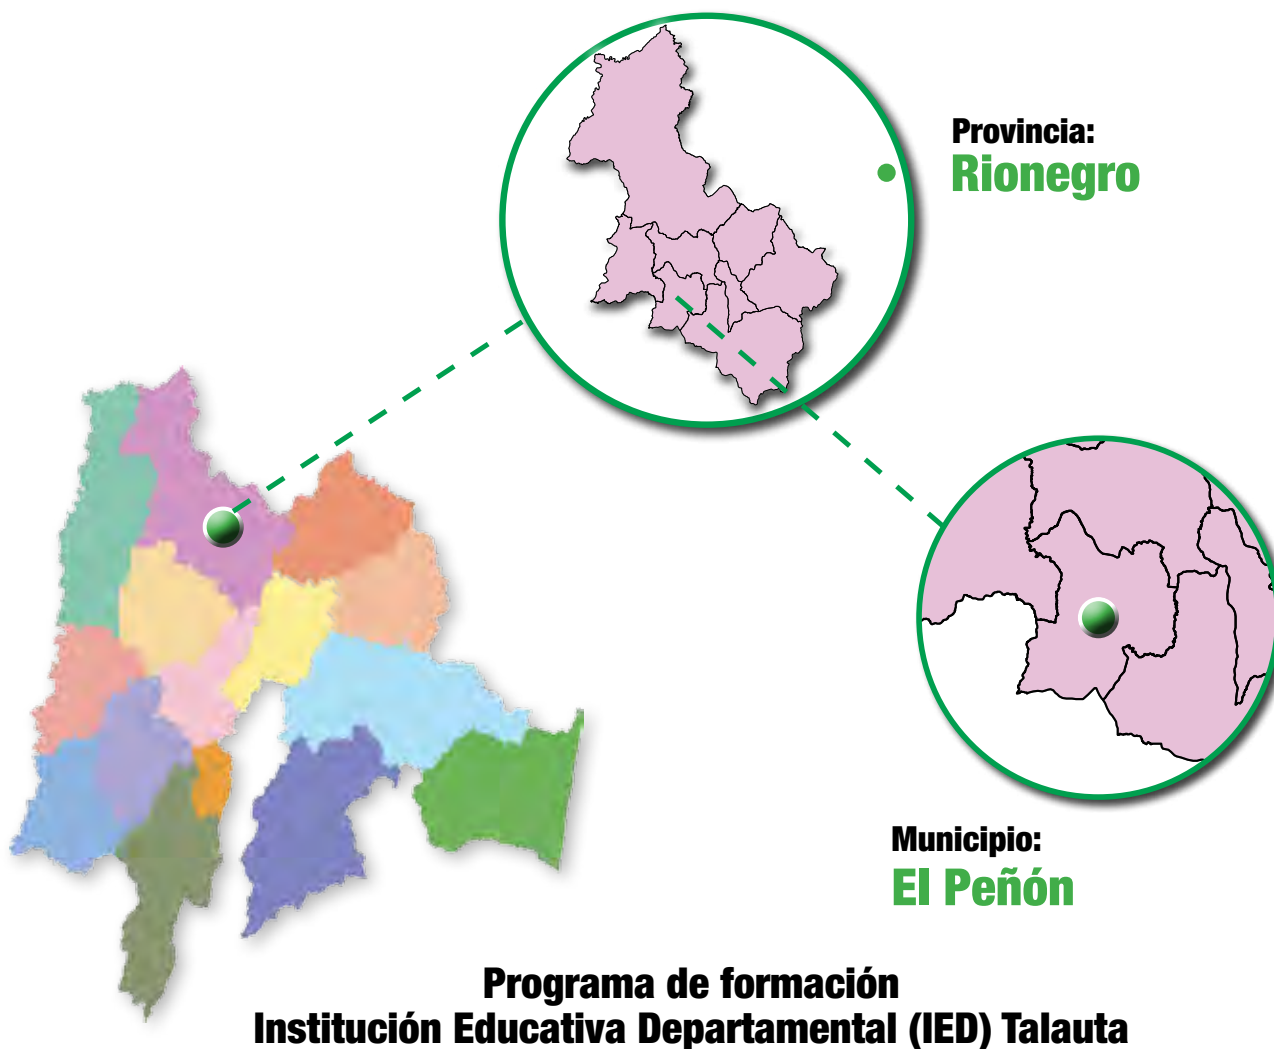 Provincia:
Rionegro
Municipio:
El Peñón
Programa de formación
Institución Educativa Departamental (IED) Talauta